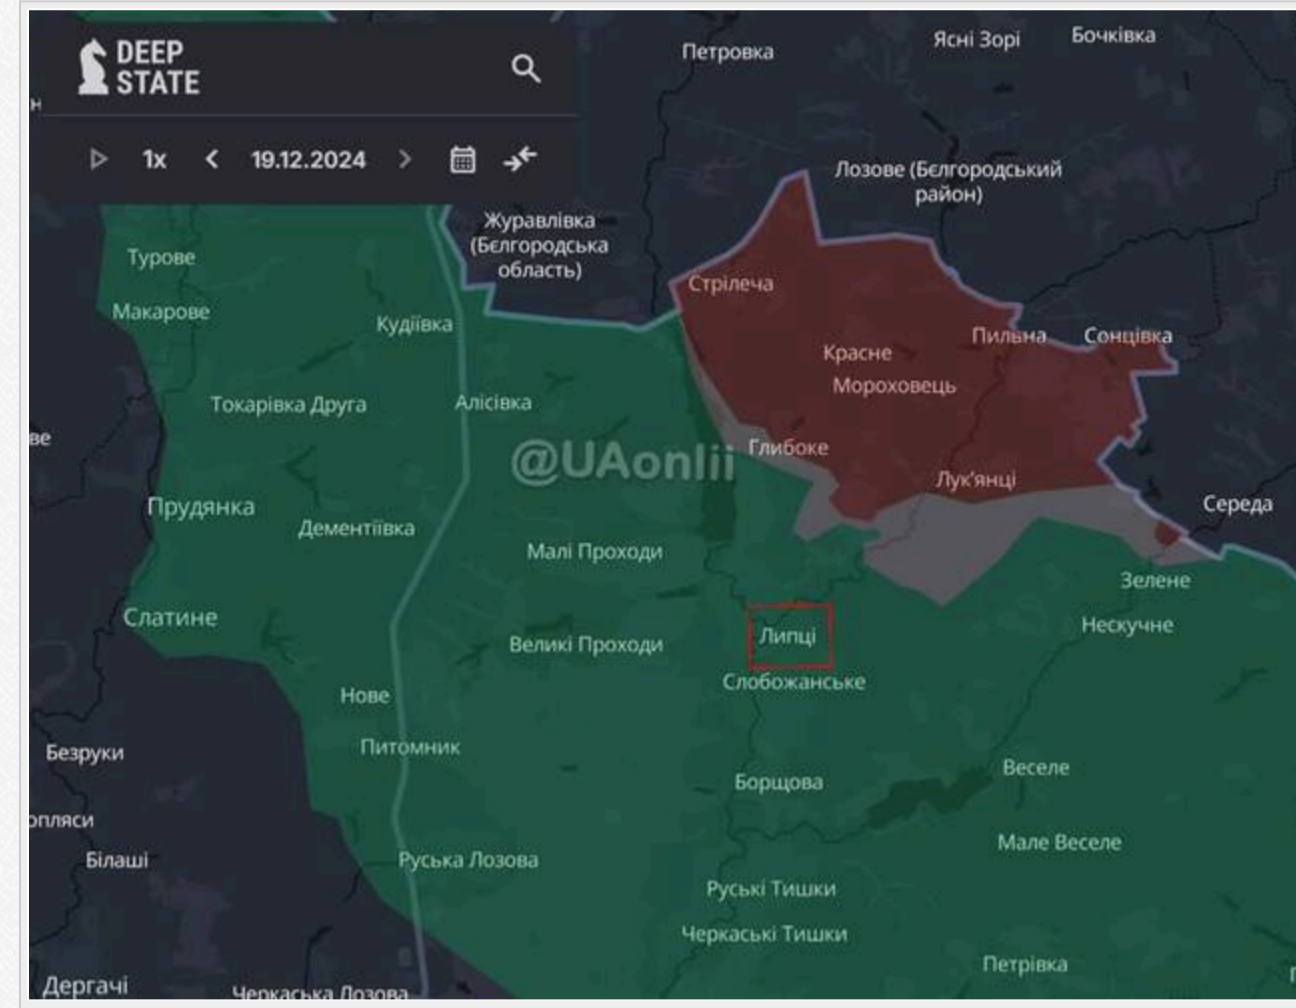 DEEP
STATE
1x
19.12.2024
Петровка
Ясні Зорі
Бочківка
Лозове (Бєлгородський
район)
Журавлівка
(Бєлгородська
область)
Турове
Макарове
Кудіївка
Стрілеча
Пильна
Сонцівка
Красне
Мороховець
Токарівка Друга
Алісівка
ве
Глибоке
@UAonlii
Лук'янці
Прудянка
Дементіївка
Середа
Малі Проходи
Зелене
Слатине
Великі Проходи
Липці
Нескучне
Слобожанське
Нове
Питомник
Безруки
Борщова
Веселе
опляси
Білаші
Руська Лозова
Мале Веселе
Руські Тишки
Черкаські Тишки
Петрівка
Дергачі
Черкаська Лозова